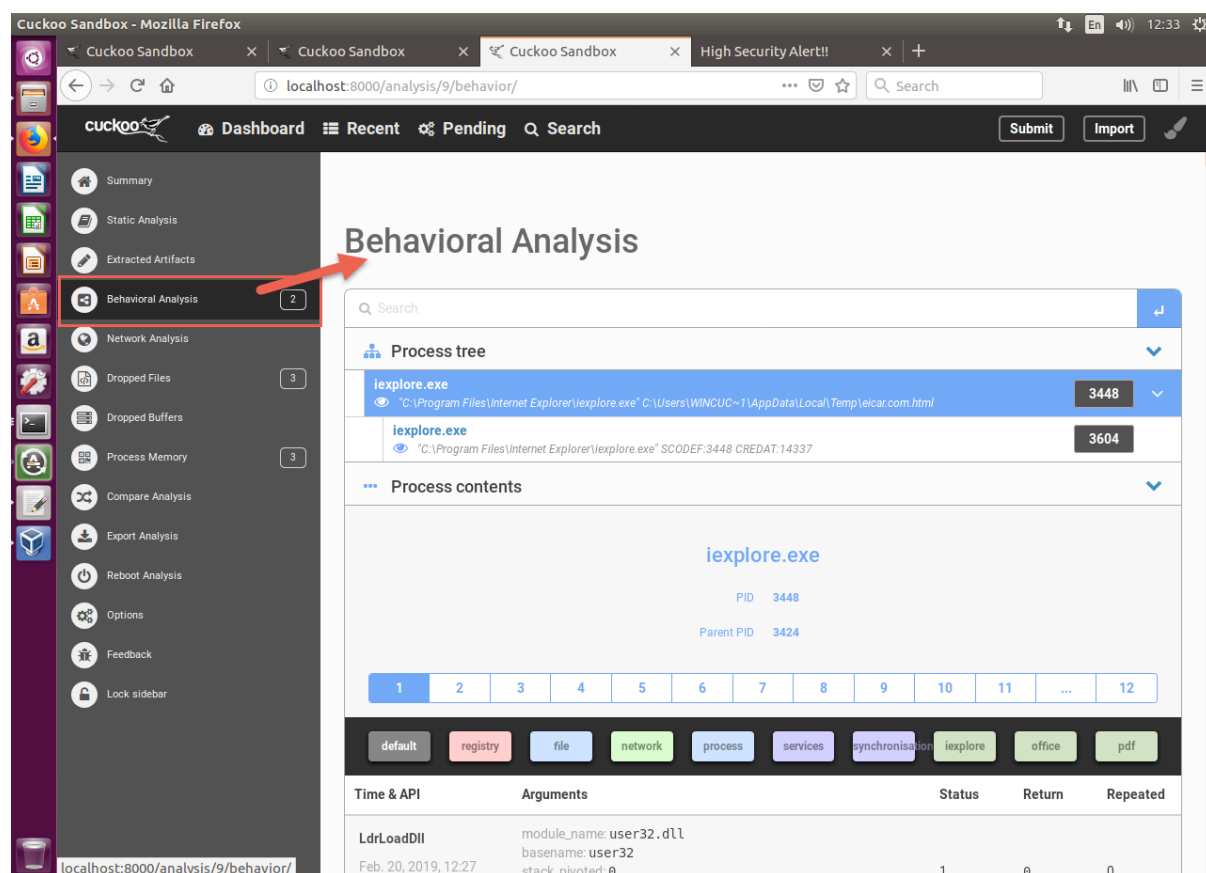 Cuckoo Sandbox - Mozilla Firefox
En
12:33
Cuckoo Sandbox
Cuckoo Sandbox
Cuckoo Sandbox
High Security Alert!!
localhost:8000/analysis/9/behavior/
Search
cuckoo
Dashboard
Recent
Pending
Search
Submit
Import
Summary
Static Analysis
Extracted Artifacts
Behavioral Analysis
2
Network Analysis
Dropped Files
3
Dropped Buffers
Process Memory
3
Compare Analysis
Export Analysis
Reboot Analysis
Options
Feedback
Lock sidebar
localhost:8000/analysis/9/behavior/
Behavioral Analysis
Search
Process tree
iexplore.exe
"C:\Program Files\Internet Explorer\iexplore.exe" C:\Users\WINCUC~1\AppData\Local\Temp\eicar.com.html
3448
iexplore.exe
"C:\Program Files\Internet Explorer\iexplore.exe" SCODEF:3448 CREDAT:14337
3604
Process contents
iexplore.exe
PID 3448
Parent PID 3424
1 2 3 4 5 6 7 8 9 10 11 ... 12
default registry file network process services synchronisation iexplore office pdf
Time & API Arguments Status Return Repeated
LdrLoadDll
Feb. 20, 2019, 12:27
module_name: user32.dll
basename: user32
stack_pivoted: 0
1 0 0